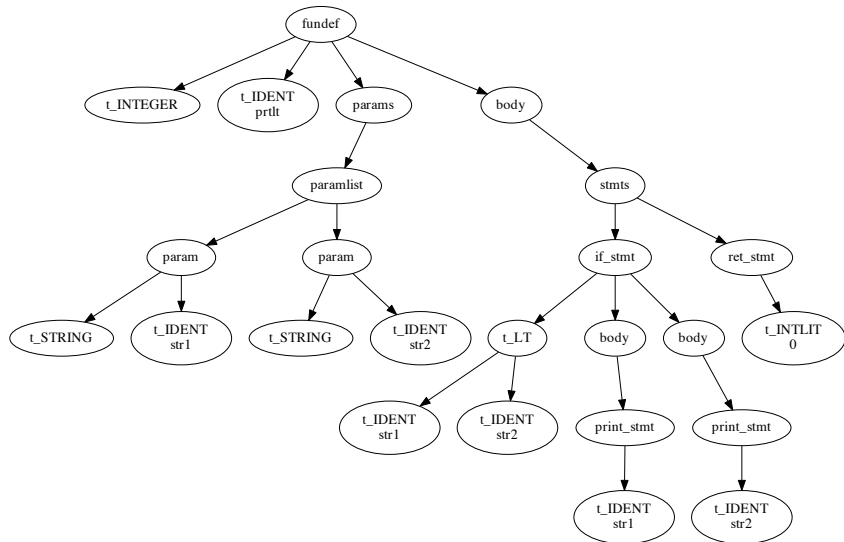 fundef
t_INTEGER
t_IDENT
prtlt
params
body
paramlist
stmts
param
param
if_stmt
ret_stmt
t_STRING
t_IDENT
str1
t_STRING
t_IDENT
str2
t_LT
body
body
t_INTLIT
0
t_IDENT
str1
t_IDENT
str2
print_stmt
print_stmt
t_IDENT
str1
t_IDENT
str2